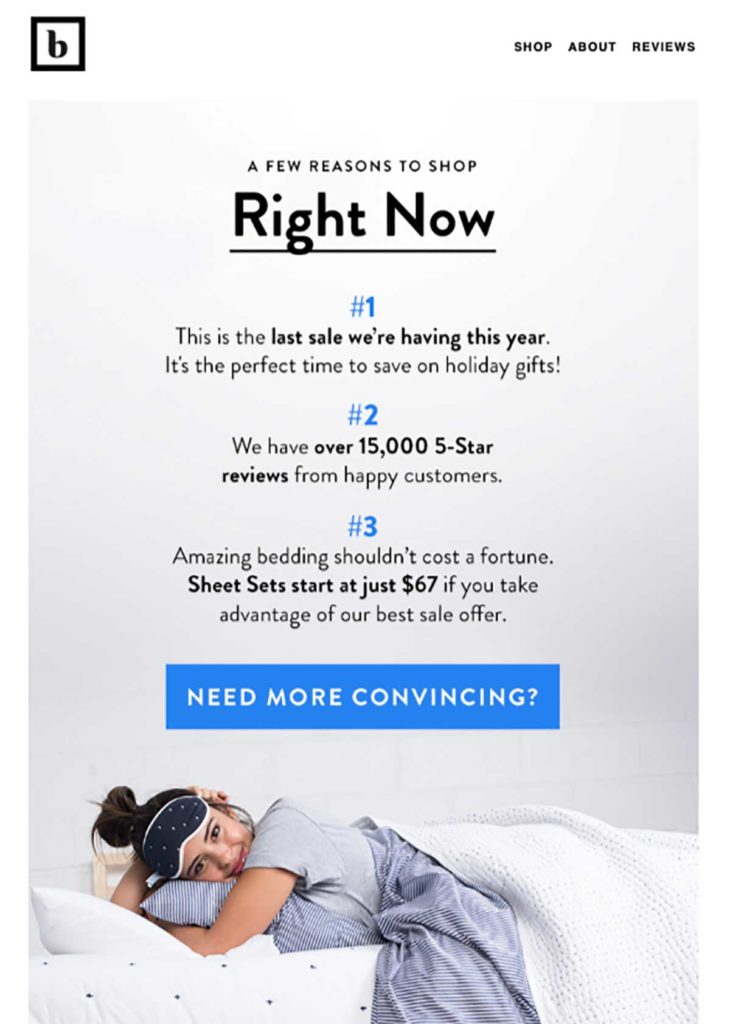 b
SHOP ABOUT REVIEWS
A FEW REASONS TO SHOP
Right Now
#1
This is the last sale we're having this year.
It's the perfect time to save on holiday gifts!
#2
We have over 15,000 5-Star
reviews from happy customers.
#3
Amazing bedding shouldn't cost a fortune.
Sheet Sets start at just $67 if you take
advantage of our best sale offer.
NEED MORE CONVINCING?